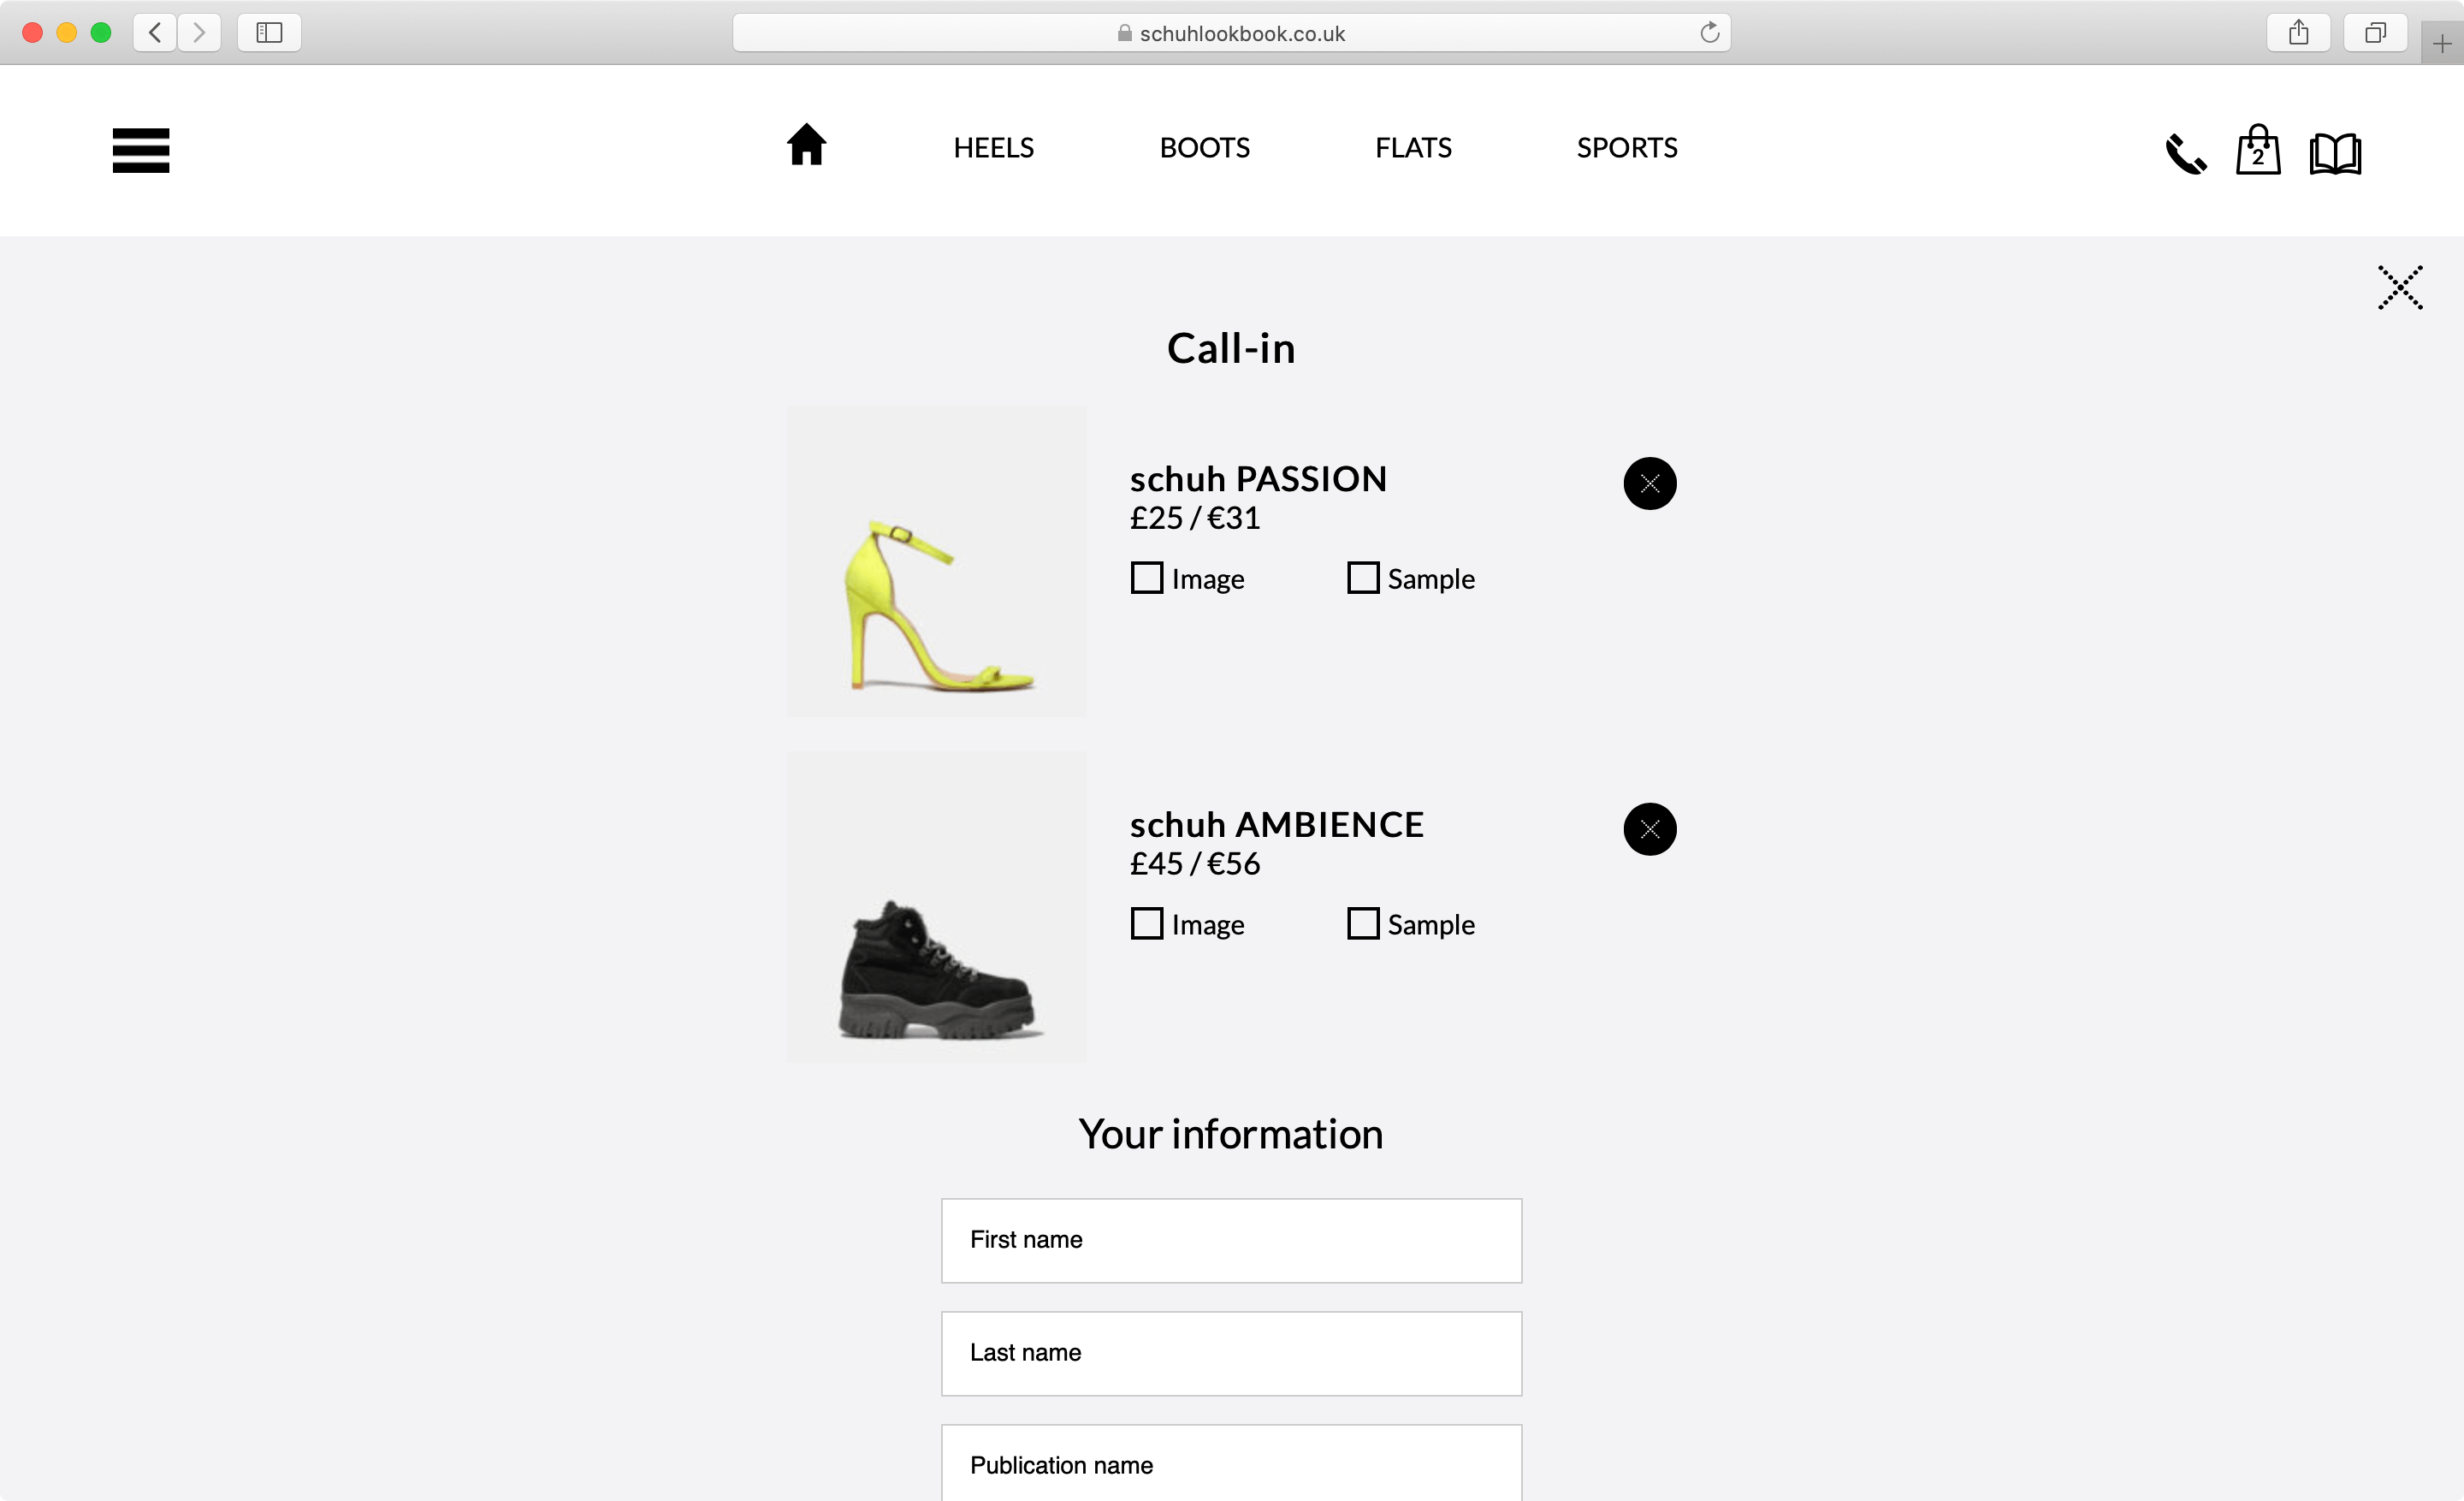 schuhlookbook.co.uk
HEELS
BOOTS
FLATS
SPORTS
2
Call-in
schuh PASSION
£25 / €31
Image
Sample
schuh AMBIENCE
£45 / €56
Image
Sample
Your information
First name
Last name
Publication name